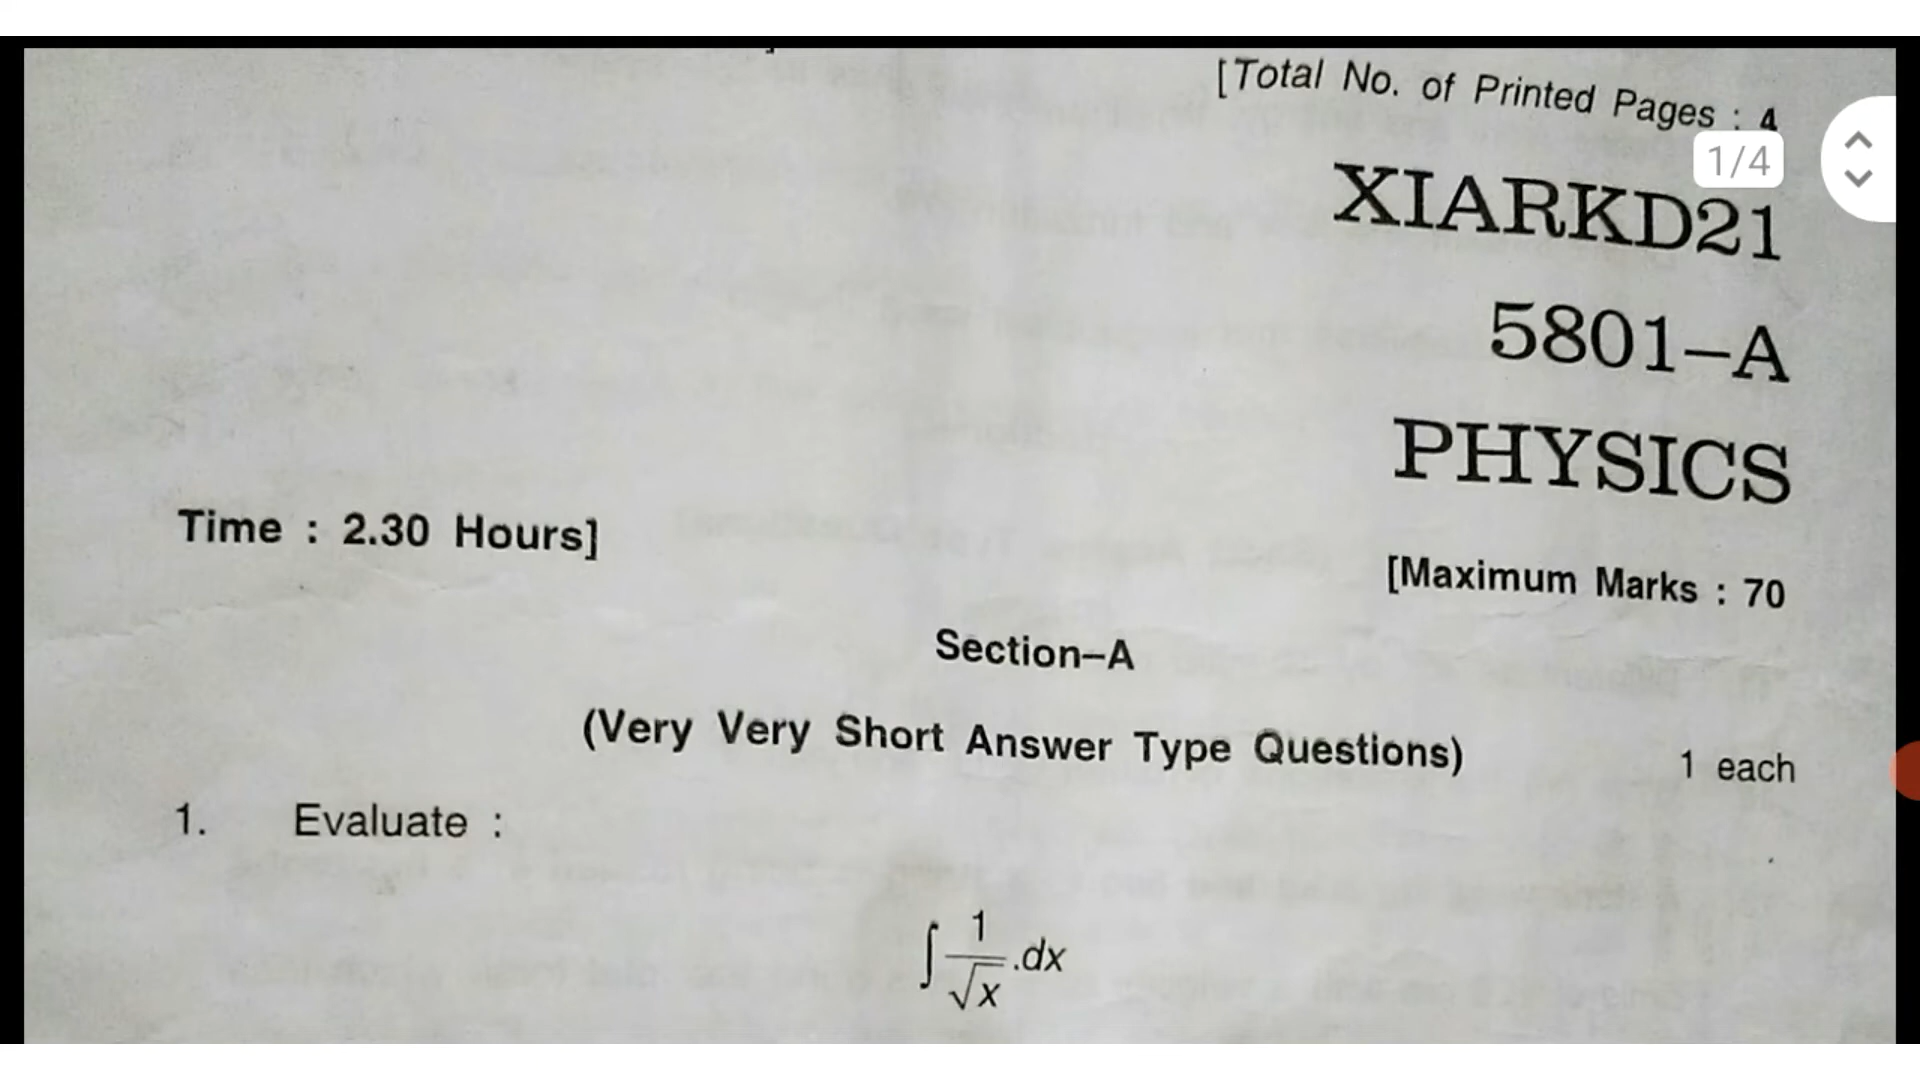 [Total No. of Printed Pages : 4
1/4
XIARKD21
5801–A
PHYSICS
Time : 2.30 Hours]
[Maximum Marks : 70
Section–A
(Very Very Short Answer Type Questions) 1 each
1. Evaluate :
∫ 1/√x .dx